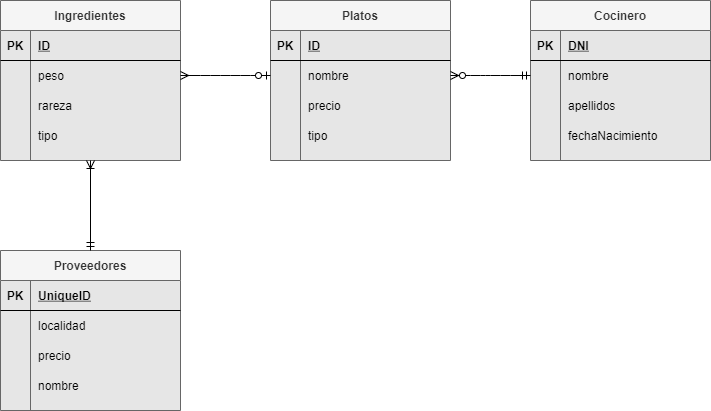 Ingredientes
PK ID
peso
rareza
tipo
Platos
PK ID
nombre
precio
tipo
Cocinero
PK DNI
nombre
apellidos
fechaNacimiento
Proveedores
PK UniqueID
localidad
precio
nombre